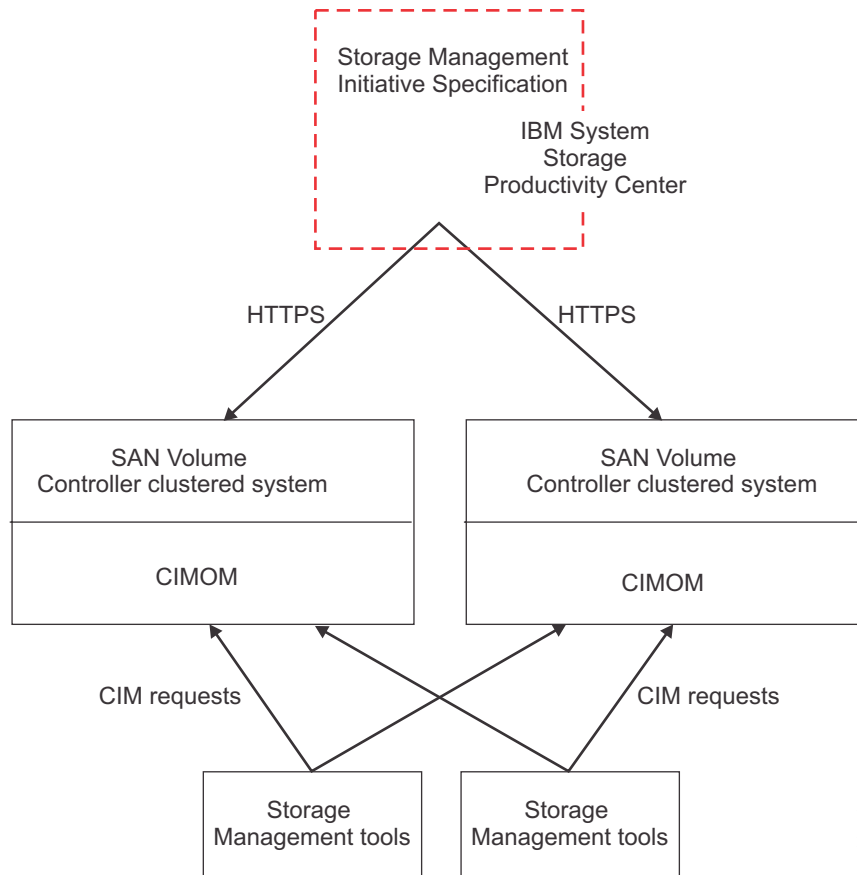 Storage Management
Initiative Specification
IBM System
Storage
Productivity Center
HTTPS
HTTPS
SAN Volume
Controller clustered system
SAN Volume
Controller clustered system
CIMOM
CIMOM
CIM requests
CIM requests
Storage
Management tools
Storage
Management tools